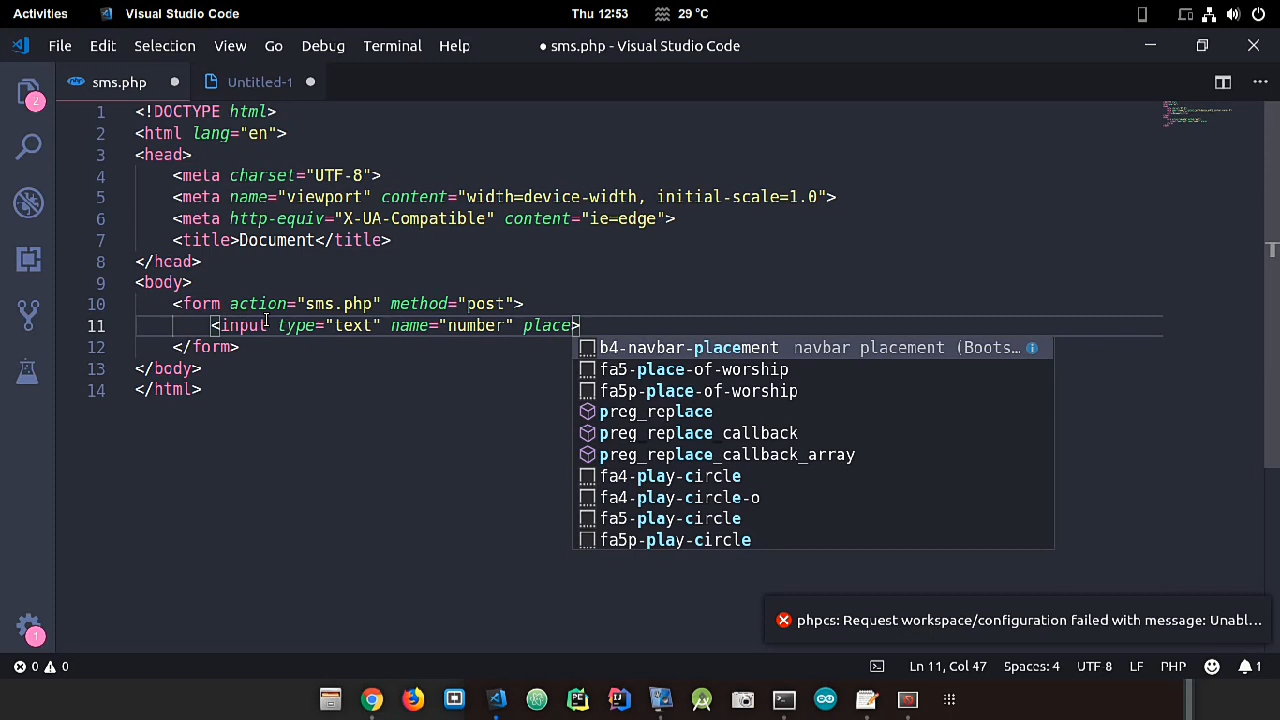 Activities Visual Studio Code Thu 12:53 29 °C
File Edit Selection View Go Debug Terminal Help ● sms.php - Visual Studio Code
sms.php Untitled-1
2
1 <!DOCTYPE html>
2 <html lang="en">
3 <head>
4 <meta charset="UTF-8">
5 <meta name="viewport" content="width=device-width, initial-scale=1.0">
6 <meta http-equiv="X-UA-Compatible" content="ie=edge">
7 <title>Document</title>
8 </head>
9 <body>
10 <form action="sms.php" method="post">
11 <input type="text" name="number" place>
12 </form>
13 </body>
14 </html>
b4-navbar-placement navbar placement (Boots…
fa5-place-of-worship
fa5p-place-of-worship
preg_replace
preg_replace_callback
preg_replace_callback_array
fa4-play-circle
fa4-play-circle-o
fa5-play-circle
fa5p-play-circle
phpcs: Request workspace/configuration failed with message: Unabl…
1
0 0 Ln 11, Col 47 Spaces: 4 UTF-8 LF PHP 1
PC IJ